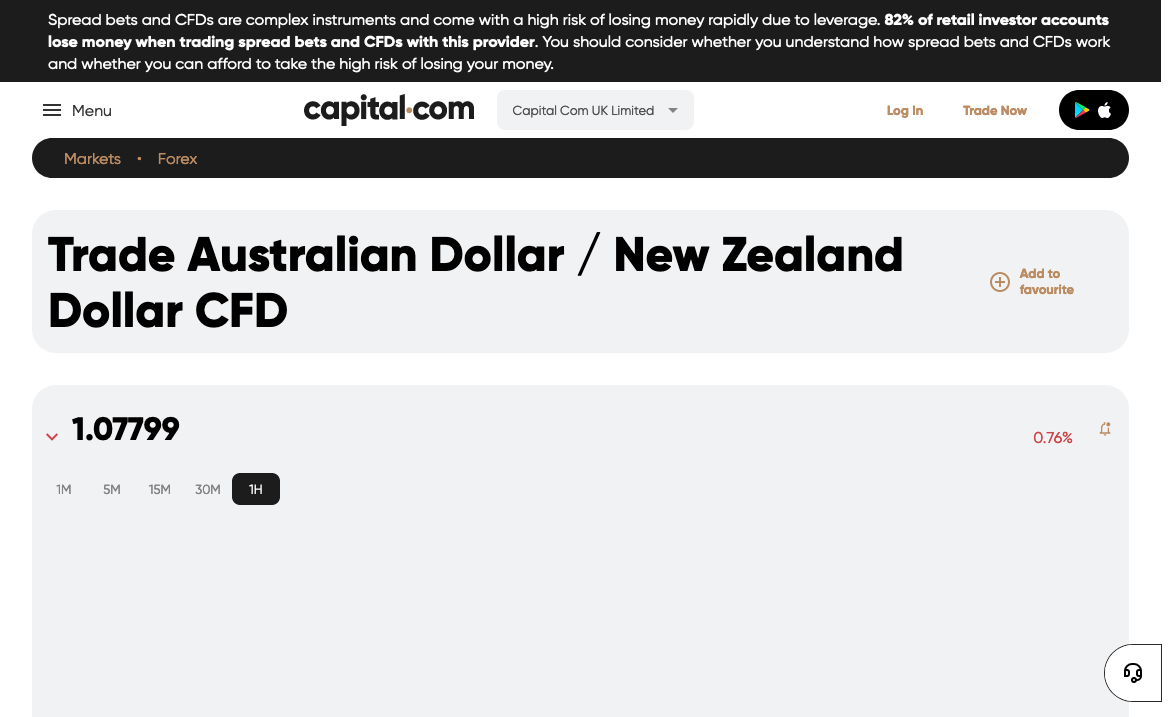 Spread bets and CFDs are complex instruments and come with a high risk of losing money rapidly due to leverage. 82% of retail investor accounts
lose money when trading spread bets and CFDs with this provider. You should consider whether you understand how spread bets and CFDs work
and whether you can afford to take the high risk of losing your money.
Menu
capital.com
Capital Com UK Limited
Log In
Trade Now
Markets
Forex
Trade Australian Dollar / New Zealand
Dollar CFD
Add to
favourite
1.07799
0.76%
1M
5M
15M
30M
1H